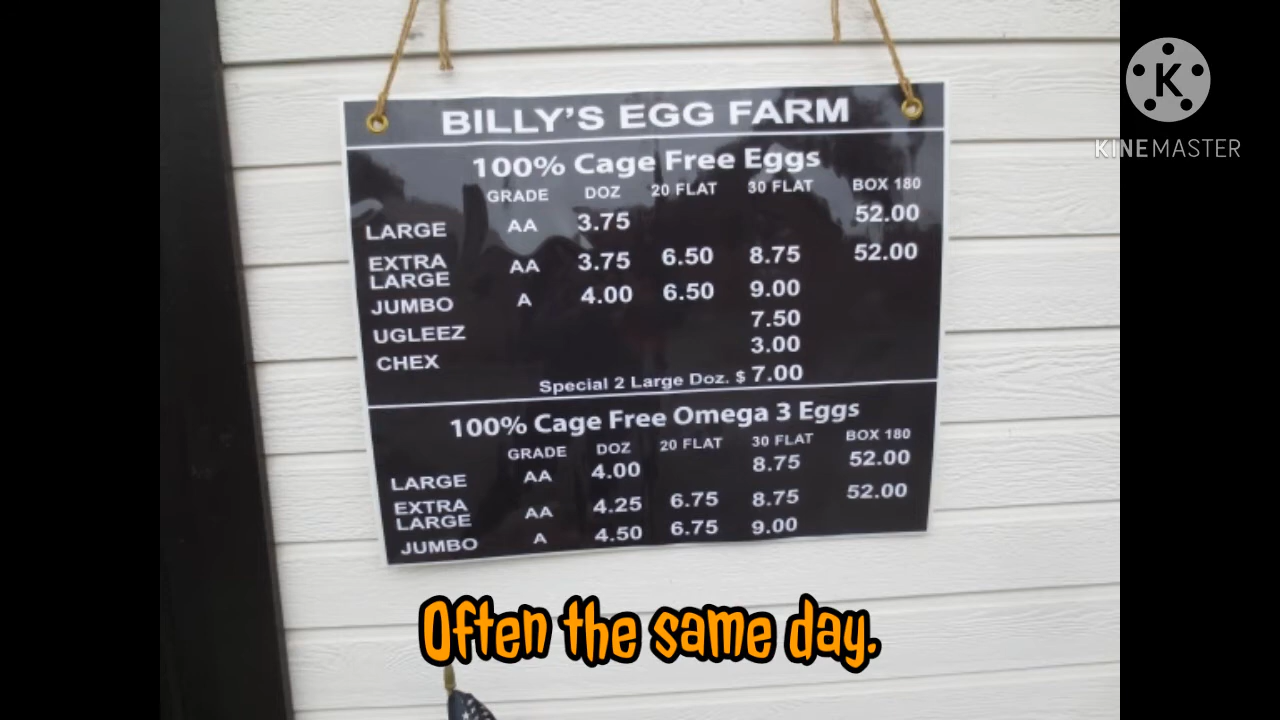 BILLY'S EGG FARM
100% Cage Free Eggs
GRADE DOZ 20 FLAT 30 FLAT BOX 180
LARGE AA 3.75 52.00
EXTRA LARGE AA 3.75 6.50 8.75 52.00
JUMBO A 4.00 6.50 9.00
UGLEEZ 7.50
CHEX 3.00
Special 2 Large Doz. $ 7.00
100% Cage Free Omega 3 Eggs
GRADE DOZ 20 FLAT 30 FLAT BOX 180
LARGE AA 4.00 8.75 52.00
EXTRA LARGE AA 4.25 6.75 8.75 52.00
JUMBO A 4.50 6.75 9.00
Often the same day.
K
KINEMASTER